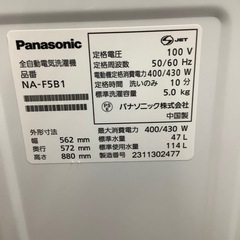 Panasonic
全自動電気洗濯機
品番
NA-F5B1
外形寸法
幅 562 mm
奥行 572 mm
高さ 880 mm
JET
定格電圧 100 V
定格周波数 50/60 Hz
電動機定格消費電力 400/430 W
定格時間 洗いのみ 10 分
標準洗濯容量 5.0 kg
パナソニック株式会社
中国製
最大消費電力 400/430 W
標準水量 47 L
標準使用水量 114 L
2311302477